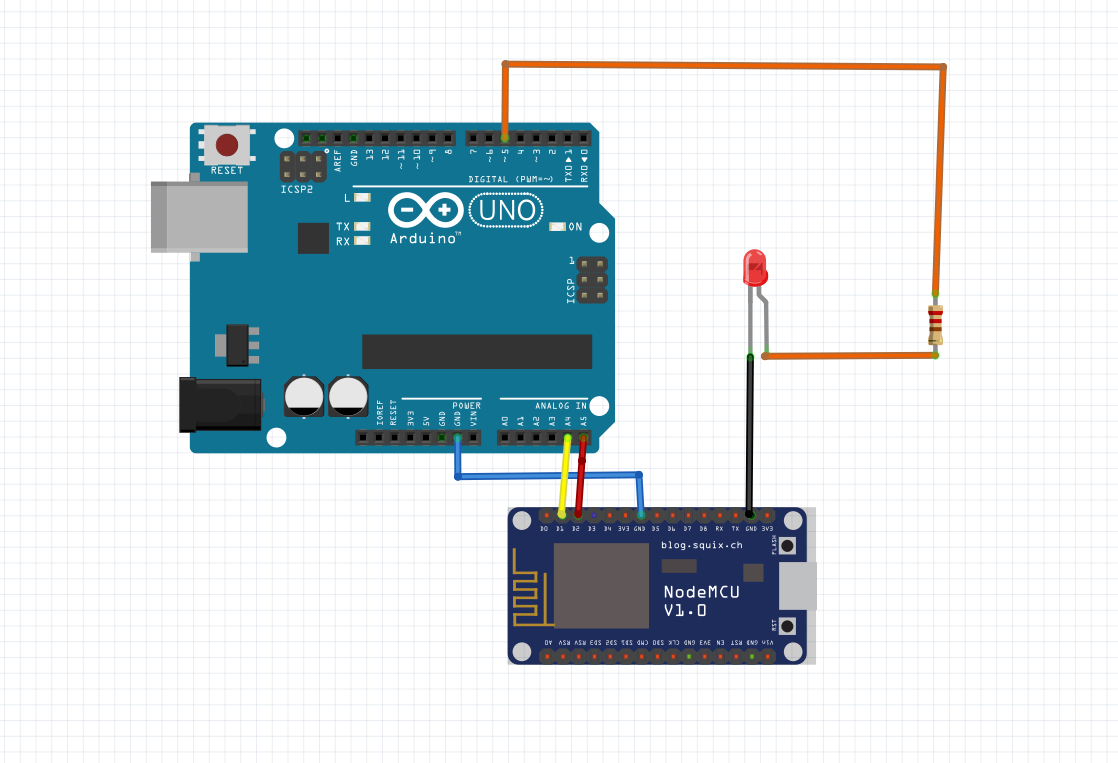 RESET
ICSP2
AREF
GND
13
12
~11
~10
~9
8
7
~6
~5
4
~3
2
TX0▶1
RX0◀0
DIGITAL (PWM=~)
L
TX
RX
UNO
ON
Arduino™
1
ICSP
POWER
ANALOG IN
IOREF
RESET
3V3
5V
GND
GND
VIN
A0
A1
A2
A3
A4
A5
D0 D1 D2 D3 D4 3V3 GND D5 D6 D7 D8 RX TX GND 3V3
blog.squix.ch
FLASH
NodeMCU
V1.0
RST
A0 RSV RSV SD3 SD2 SD1 CMD SD0 CLK GND 3V3 EN RST GND Vin